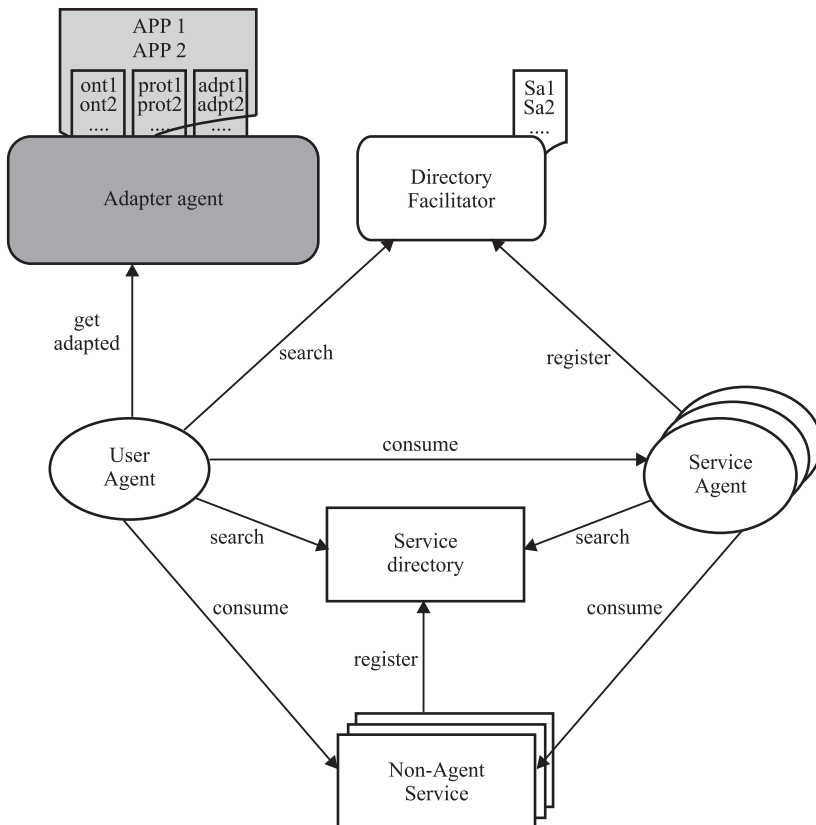 APP 1
APP 2
ont1
ont2
....
prot1
prot2
....
adpt1
adpt2
....
Sa1
Sa2
....
Adapter agent
Directory
Facilitator
get
adapted
search
register
User
Agent
consume
Service
Agent
search
Service
directory
search
consume
consume
register
Non-Agent
Service